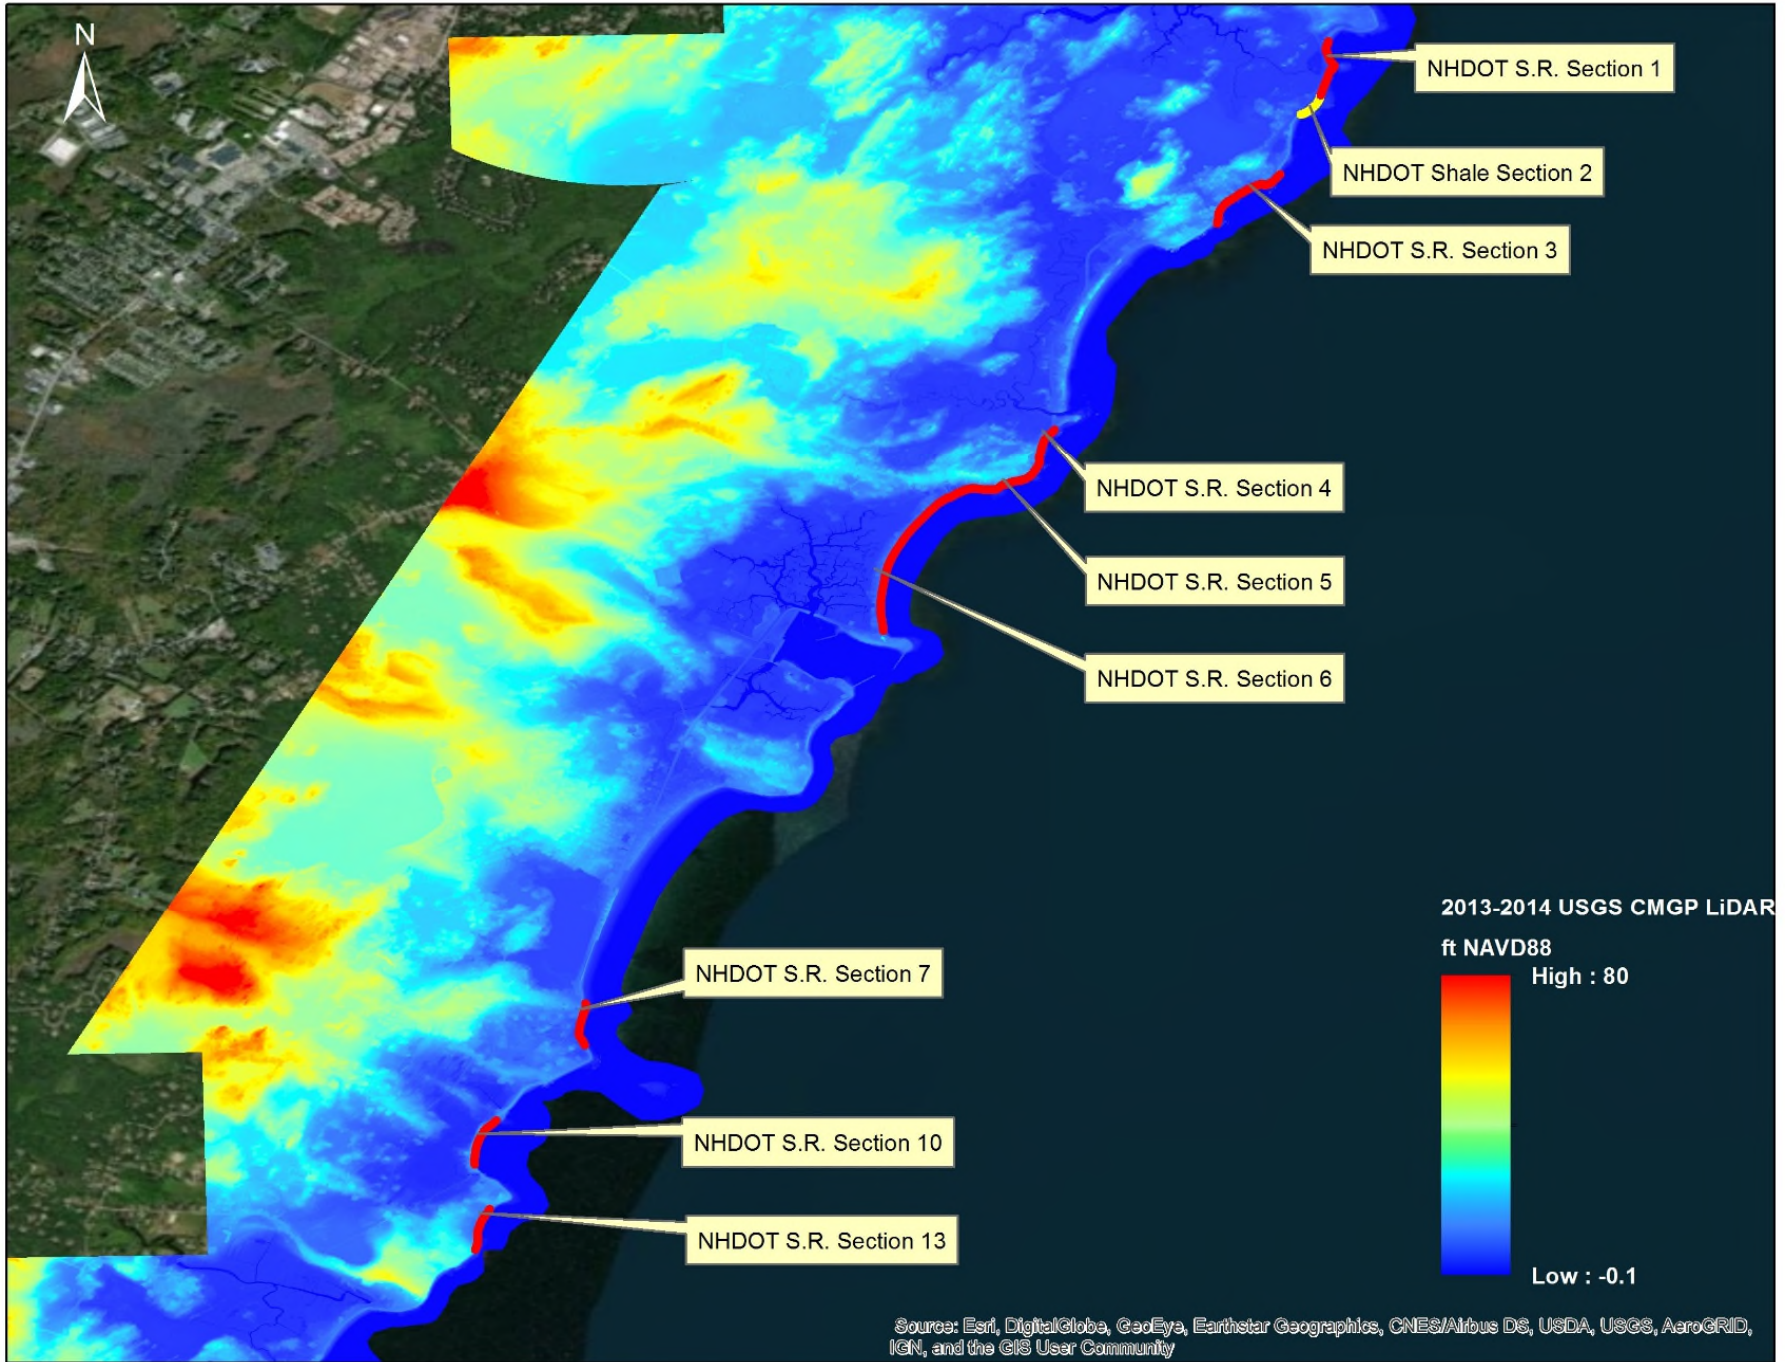 N
NHDOT S.R. Section 1
NHDOT Shale Section 2
NHDOT S.R. Section 3
NHDOT S.R. Section 4
NHDOT S.R. Section 5
NHDOT S.R. Section 6
NHDOT S.R. Section 7
NHDOT S.R. Section 10
NHDOT S.R. Section 13
2013-2014 USGS CMGP LiDAR
ft NAVD88
High : 80
Low : -0.1
Source: Esri, DigitalGlobe, GeoEye, Earthstar Geographics, CNES/Airbus DS, USDA, USGS, AeroGRID,
IGN, and the GIS User Community